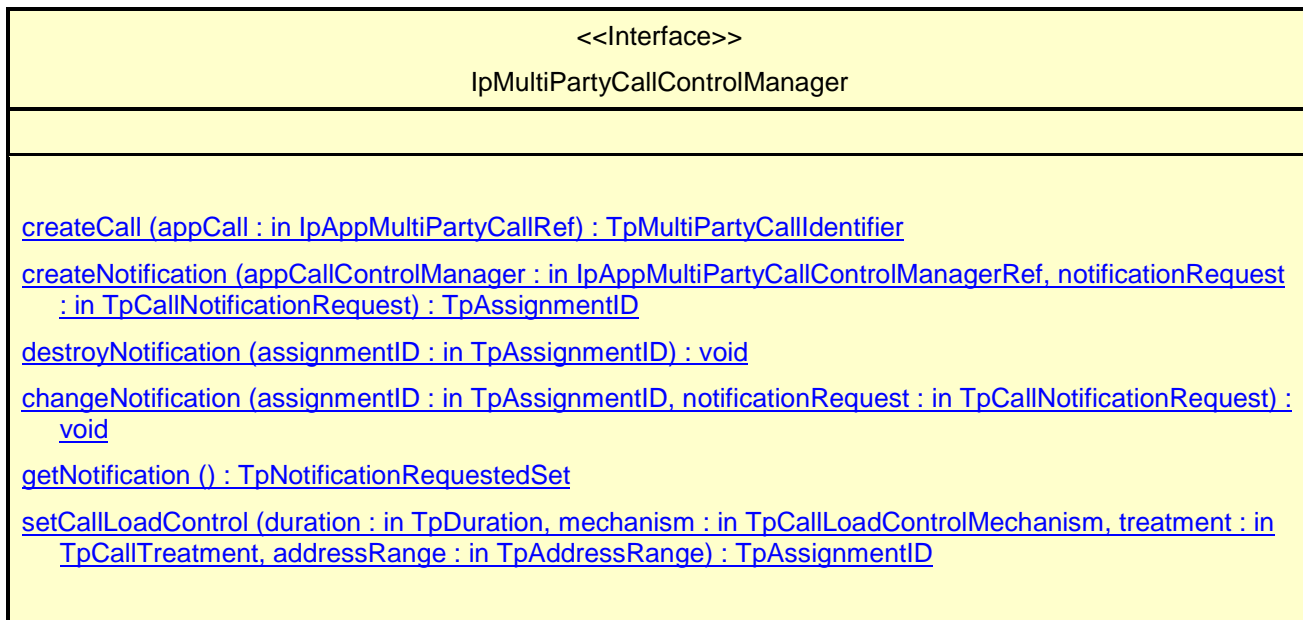 <<Interface>>
IpMultiPartyCallControlManager
createCall (appCall : in IpAppMultiPartyCallRef) : TpMultiPartyCallIdentifier
createNotification (appCallControlManager : in IpAppMultiPartyCallControlManagerRef, notificationRequest
: in TpCallNotificationRequest) : TpAssignmentID
destroyNotification (assignmentID : in TpAssignmentID) : void
changeNotification (assignmentID : in TpAssignmentID, notificationRequest : in TpCallNotificationRequest) :
void
getNotification () : TpNotificationRequestedSet
setCallLoadControl (duration : in TpDuration, mechanism : in TpCallLoadControlMechanism, treatment : in
TpCallTreatment, addressRange : in TpAddressRange) : TpAssignmentID